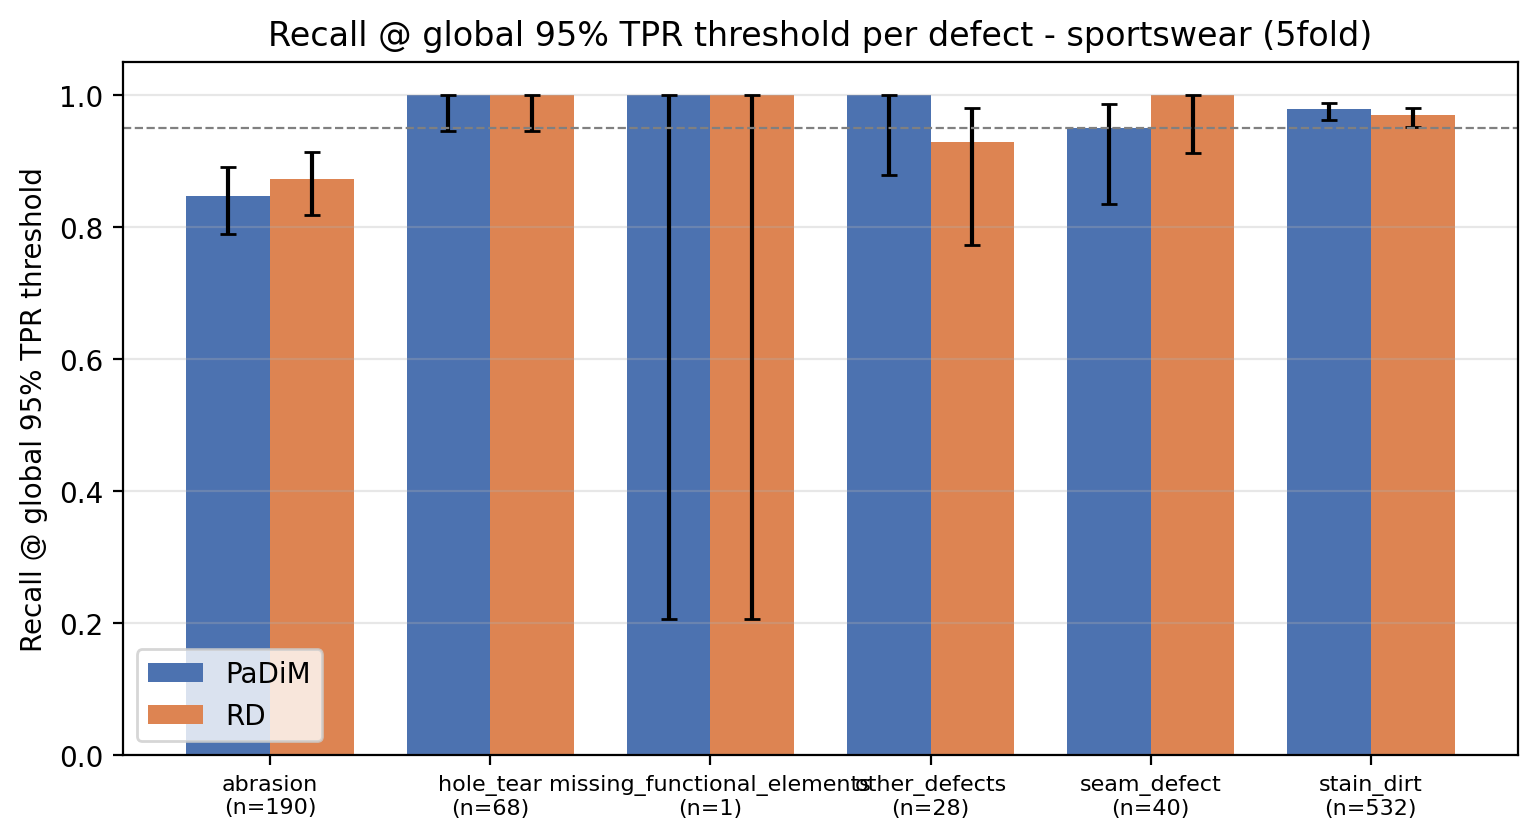 Recall @ global 95% TPR threshold per defect - sportswear (5fold)
Recall @ global 95% TPR threshold
1.0
0.8
0.6
0.4
0.2
0.0
PaDiM
RD
abrasion
(n=190)
hole_tear
(n=68)
missing_functional_elements
(n=1)
other_defects
(n=28)
seam_defect
(n=40)
stain_dirt
(n=532)